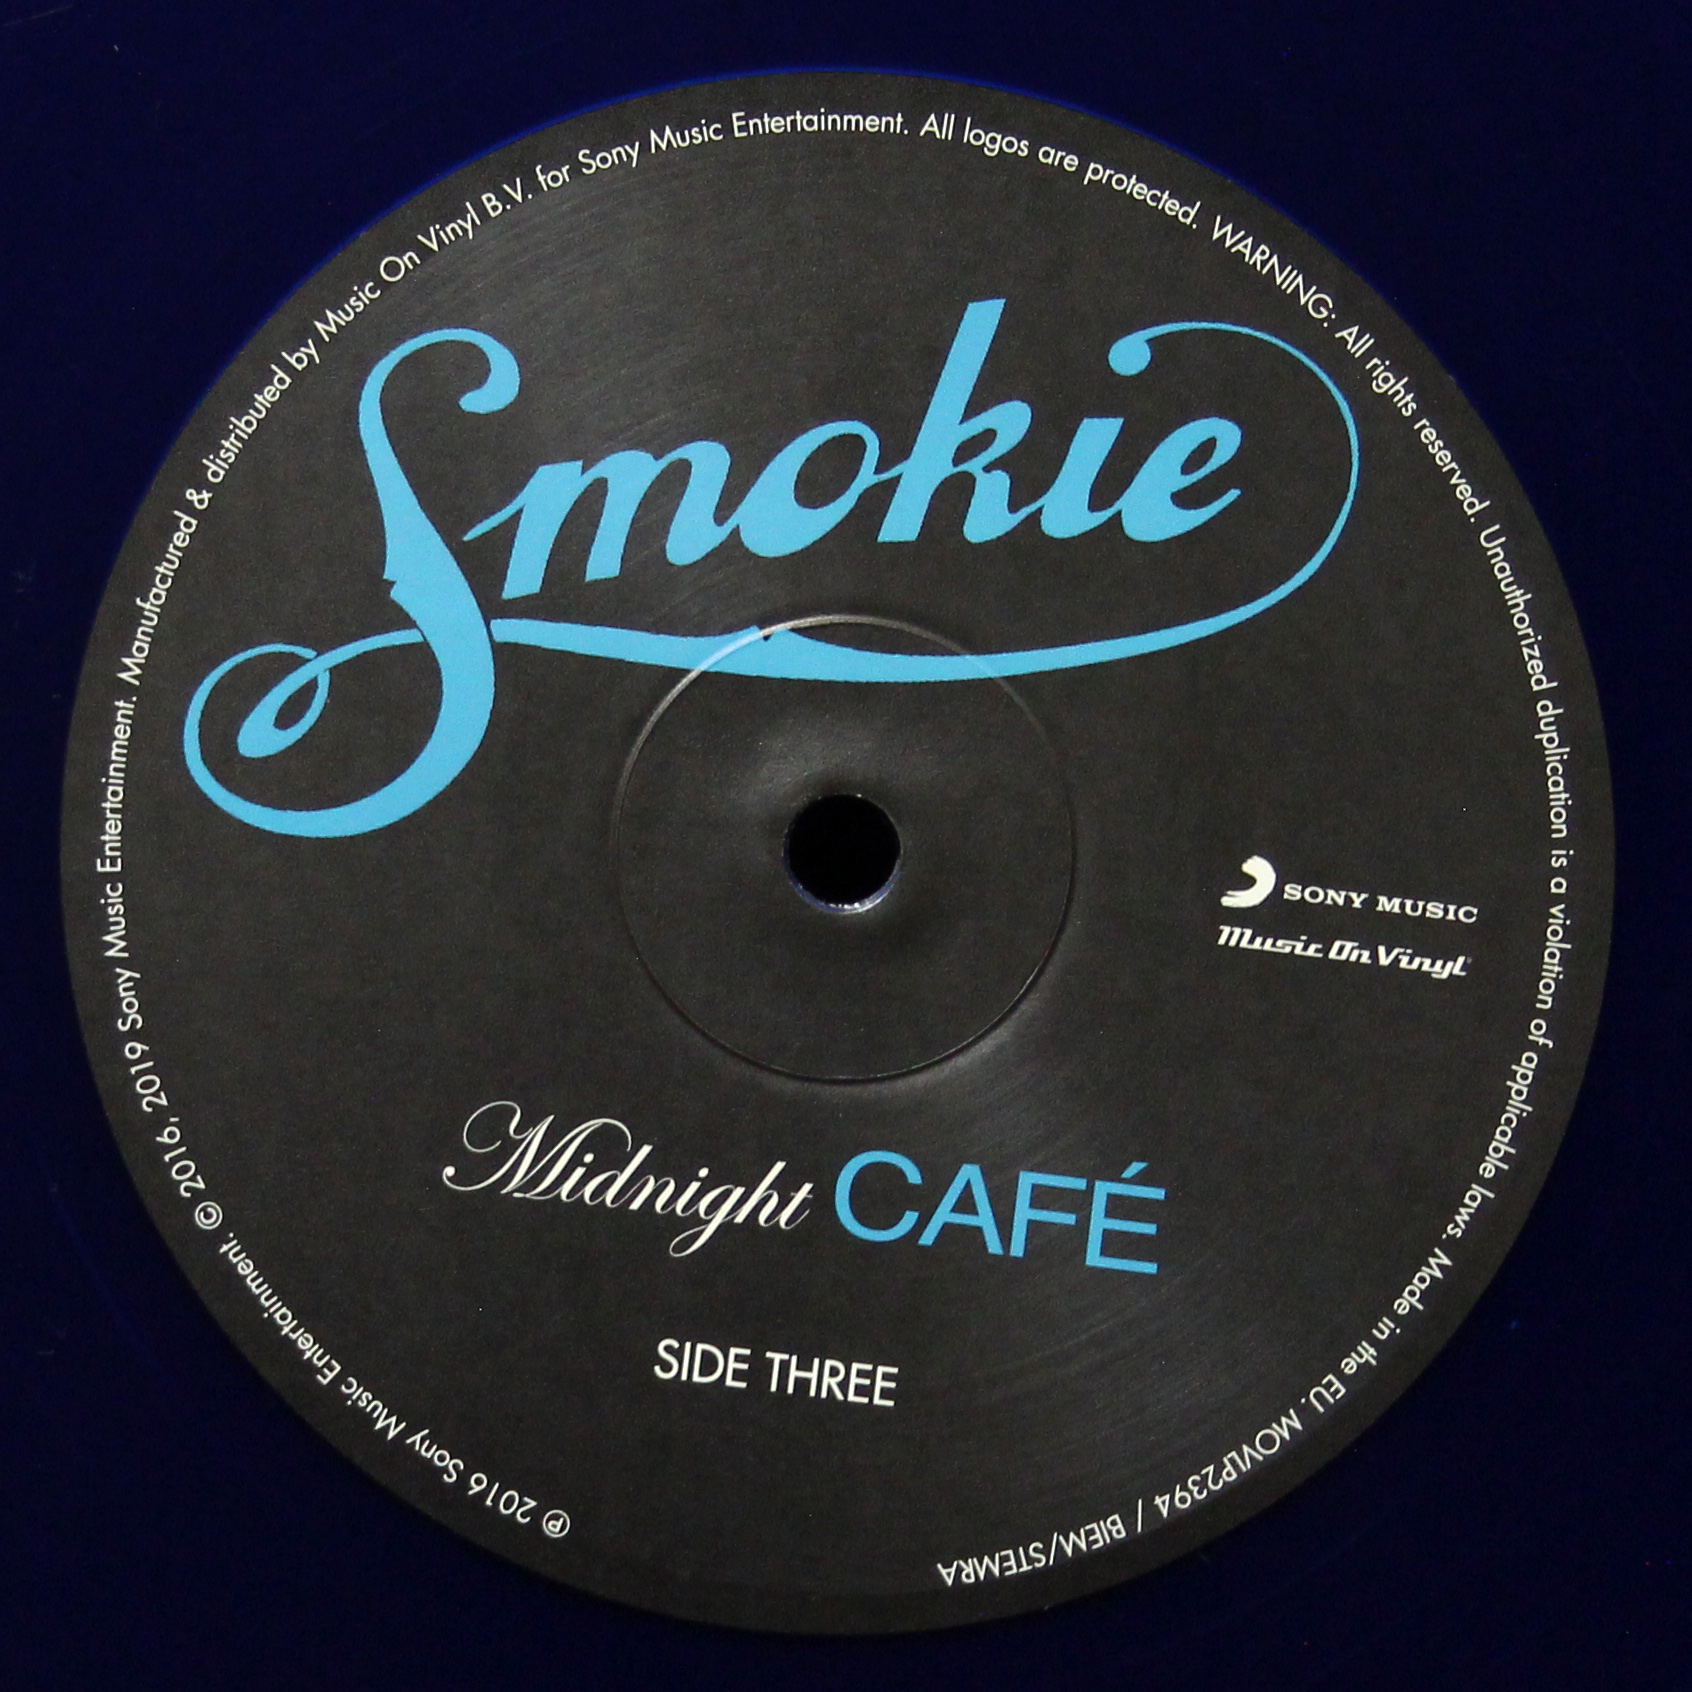 Smokie
SONY MUSIC
Music On Vinyl
Midnight CAFÉ
SIDE THREE
℗ 2016 Sony Music Entertainment. © 2016, 2019 Sony Music Entertainment. Manufactured & distributed by Music On Vinyl B.V. for Sony Music Entertainment. All logos are protected. WARNING: All rights reserved. Unauthorized duplication is a violation of applicable laws. Made in the EU. MOVLP2394 / BIEM/STEMRA